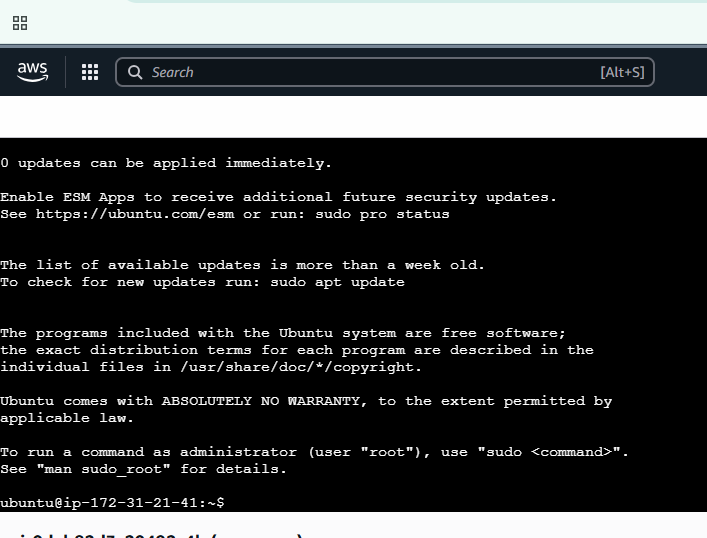 aws
Search [Alt+S]
0 updates can be applied immediately.
Enable ESM Apps to receive additional future security updates.
See https://ubuntu.com/esm or run: sudo pro status
The list of available updates is more than a week old.
To check for new updates run: sudo apt update
The programs included with the Ubuntu system are free software;
the exact distribution terms for each program are described in the
individual files in /usr/share/doc/*/copyright.
Ubuntu comes with ABSOLUTELY NO WARRANTY, to the extent permitted by
applicable law.
To run a command as administrator (user "root"), use "sudo <command>".
See "man sudo_root" for details.
ubuntu@ip-172-31-21-41:~$